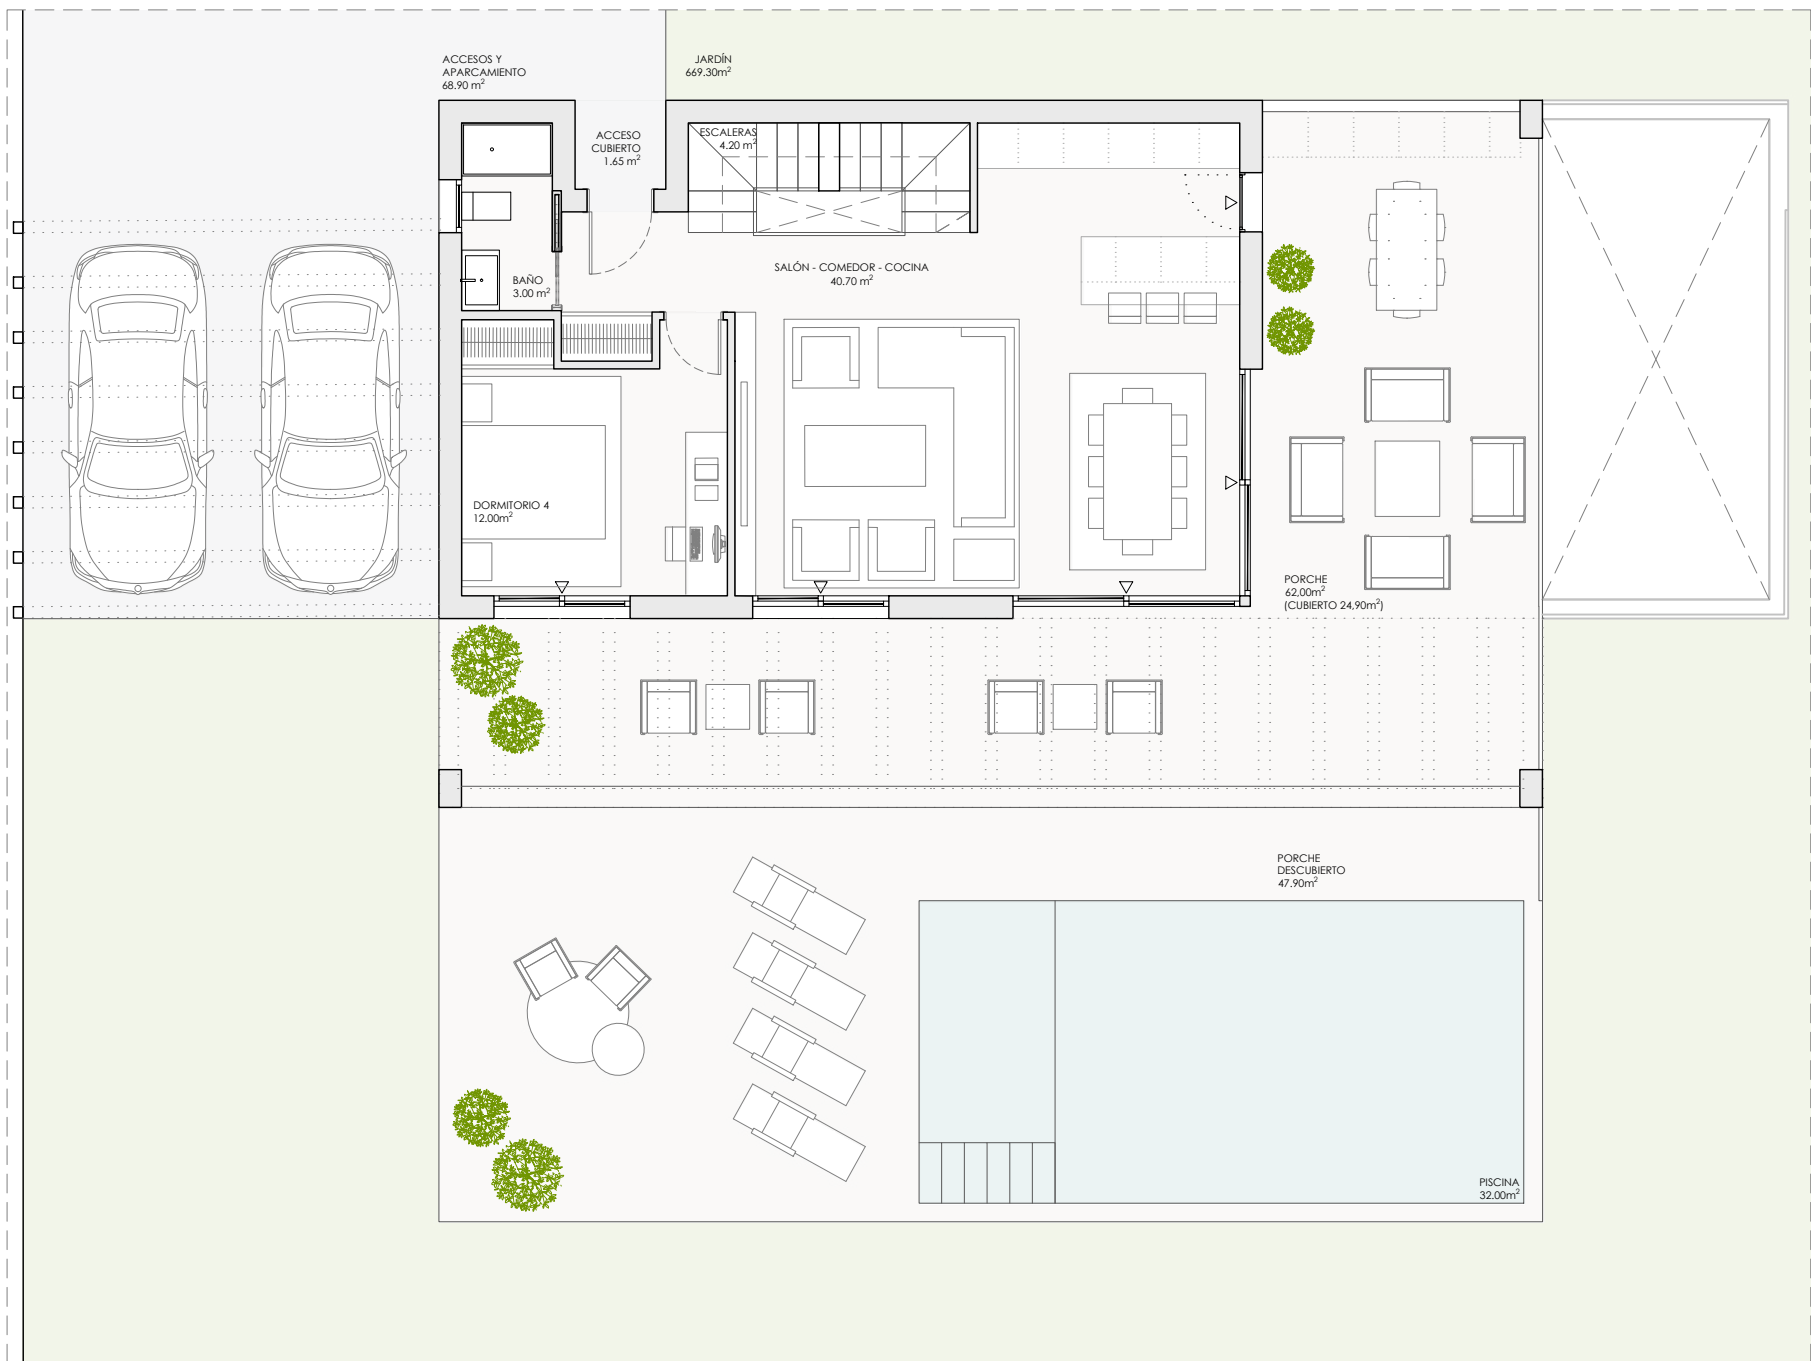 ACCESOS Y
APARCAMIENTO
68.90 m²
JARDÍN
669.30m²
ACCESO
CUBIERTO
1.65 m²
ESCALERAS
4.20 m²
SALÓN - COMEDOR - COCINA
40.70 m²
BAÑO
3.00 m²
DORMITORIO 4
12.00m²
PORCHE
62,00m²
(CUBIERTO 24,90m²)
PORCHE
DESCUBIERTO
47.90m²
PISCINA
32.00m²